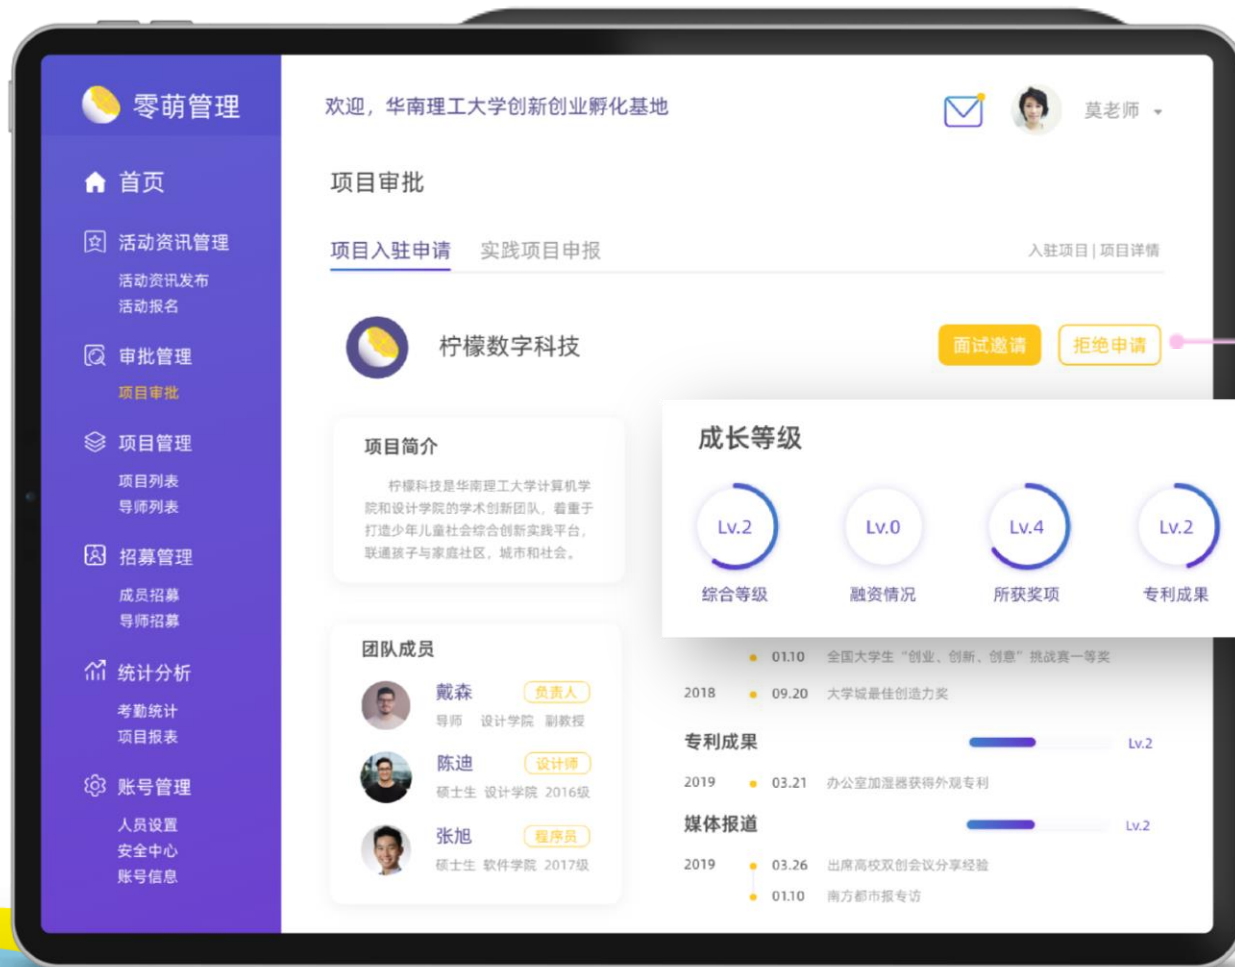 零萌管理
首页
活动资讯管理
活动资讯发布
活动报名
审批管理
项目审批
项目管理
项目列表
导师列表
招募管理
成员招募
导师招募
统计分析
考勤统计
项目报表
账号管理
人员设置
安全中心
账号信息
欢迎，华南理工大学创新创业孵化基地
莫老师
项目审批
项目入驻申请 实践项目申报
入驻项目 | 项目详情
柠檬数字科技
面试邀请 拒绝申请
项目简介
柠檬科技是华南理工大学计算机学
院和设计学院的学术创新团队，着重于
打造少年儿童社会综合创新实践平台，
联通孩子与家庭社区，城市和社会。
团队成员
戴森 负责人
导师 设计学院 副教授
陈迪 设计师
硕士生 设计学院 2016级
张旭 程序员
硕士生 软件学院 2017级
成长等级
Lv.2 Lv.0 Lv.4 Lv.2
综合等级 融资情况 所获奖项 专利成果
01.10 全国大学生“创业、创新、创意”挑战赛一等奖
2018 09.20 大学城最佳创造力奖
专利成果 Lv.2
2019 03.21 办公室加湿器获得外观专利
媒体报道 Lv.2
2019 03.26 出席高校双创会议分享经验
01.10 南方都市报专访